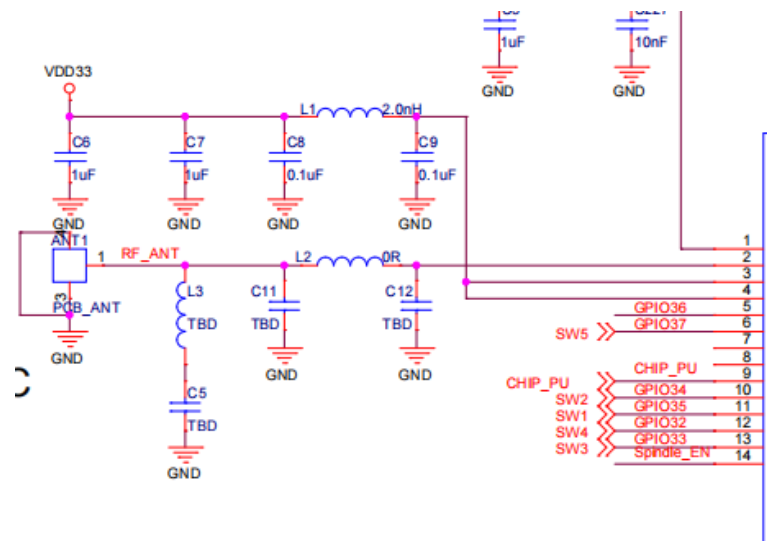 1uF
10nF
GND
GND
VDD33
L1
2.0nH
C6
C7
C8
C9
1uF
1uF
0.1uF
0.1uF
GND
GND
GND
GND
ANT1
1
RF_ANT
L2
0R
PCB_ANT
3
GND
L3
TBD
C11
TBD
C12
TBD
GND
GND
C5
TBD
GND
1
2
3
4
GPIO36
5
SW5
GPIO37
6
7
8
CHIP_PU
CHIP_PU
9
SW2
GPIO34
10
SW1
GPIO35
11
SW4
GPIO32
12
SW3
GPIO33
13
Spindle_EN
14